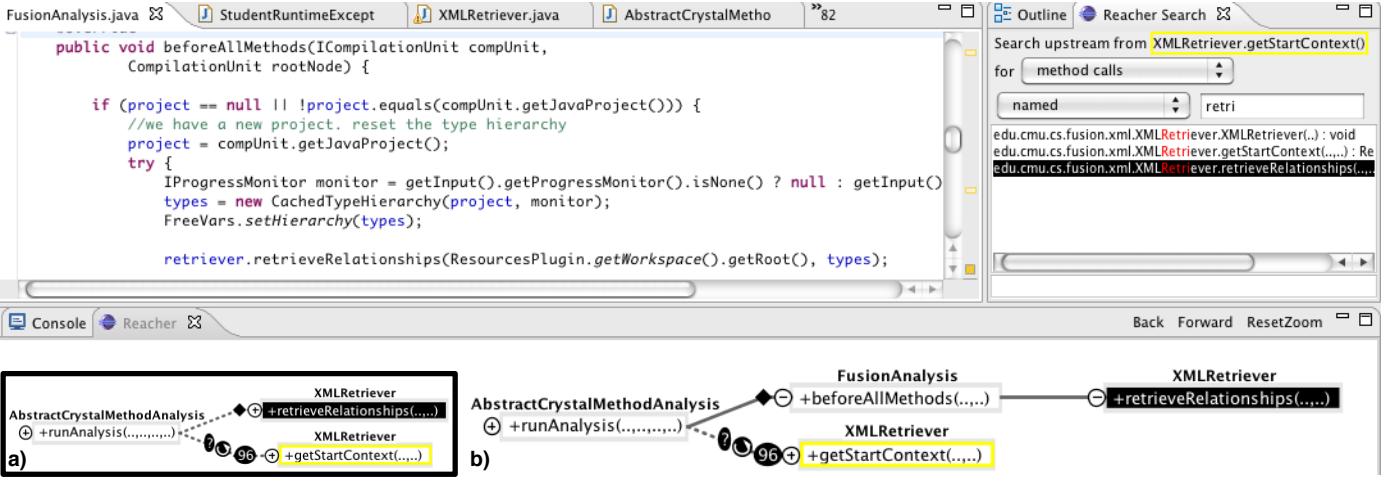 FusionAnalysis.java
StudentRuntimeExcept
XMLRetriever.java
AbstractCrystalMetho
»82
public void beforeAllMethods(ICompilationUnit compUnit,
CompilationUnit rootNode) {
if (project == null || !project.equals(compUnit.getJavaProject())) {
//we have a new project. reset the type hierarchy
project = compUnit.getJavaProject();
try {
IProgressMonitor monitor = getInput().getProgressMonitor().isNone() ? null : getInput()
types = new CachedTypeHierarchy(project, monitor);
FreeVars.setHierarchy(types);
retriever.retrieveRelationships(ResourcesPlugin.getWorkspace().getRoot(), types);
Outline
Reacher Search
Search upstream from XMLRetriever.getStartContext()
for method calls
named retri
edu.cmu.cs.fusion.xml.XMLRetriever.XMLRetriever(..) : void
edu.cmu.cs.fusion.xml.XMLRetriever.getStartContext(..,..) : Re
edu.cmu.cs.fusion.xml.XMLRetriever.retrieveRelationships(..,..
Console
Reacher
Back Forward ResetZoom
XMLRetriever
+retrieveRelationships(..,..)
AbstractCrystalMethodAnalysis
+runAnalysis(..,..,..,..)
XMLRetriever
? 96 +getStartContext(..,..)
a)
FusionAnalysis
+beforeAllMethods(..,..)
XMLRetriever
+retrieveRelationships(..,..)
AbstractCrystalMethodAnalysis
+runAnalysis(..,..,..,..)
XMLRetriever
? 96 +getStartContext(..,..)
b)